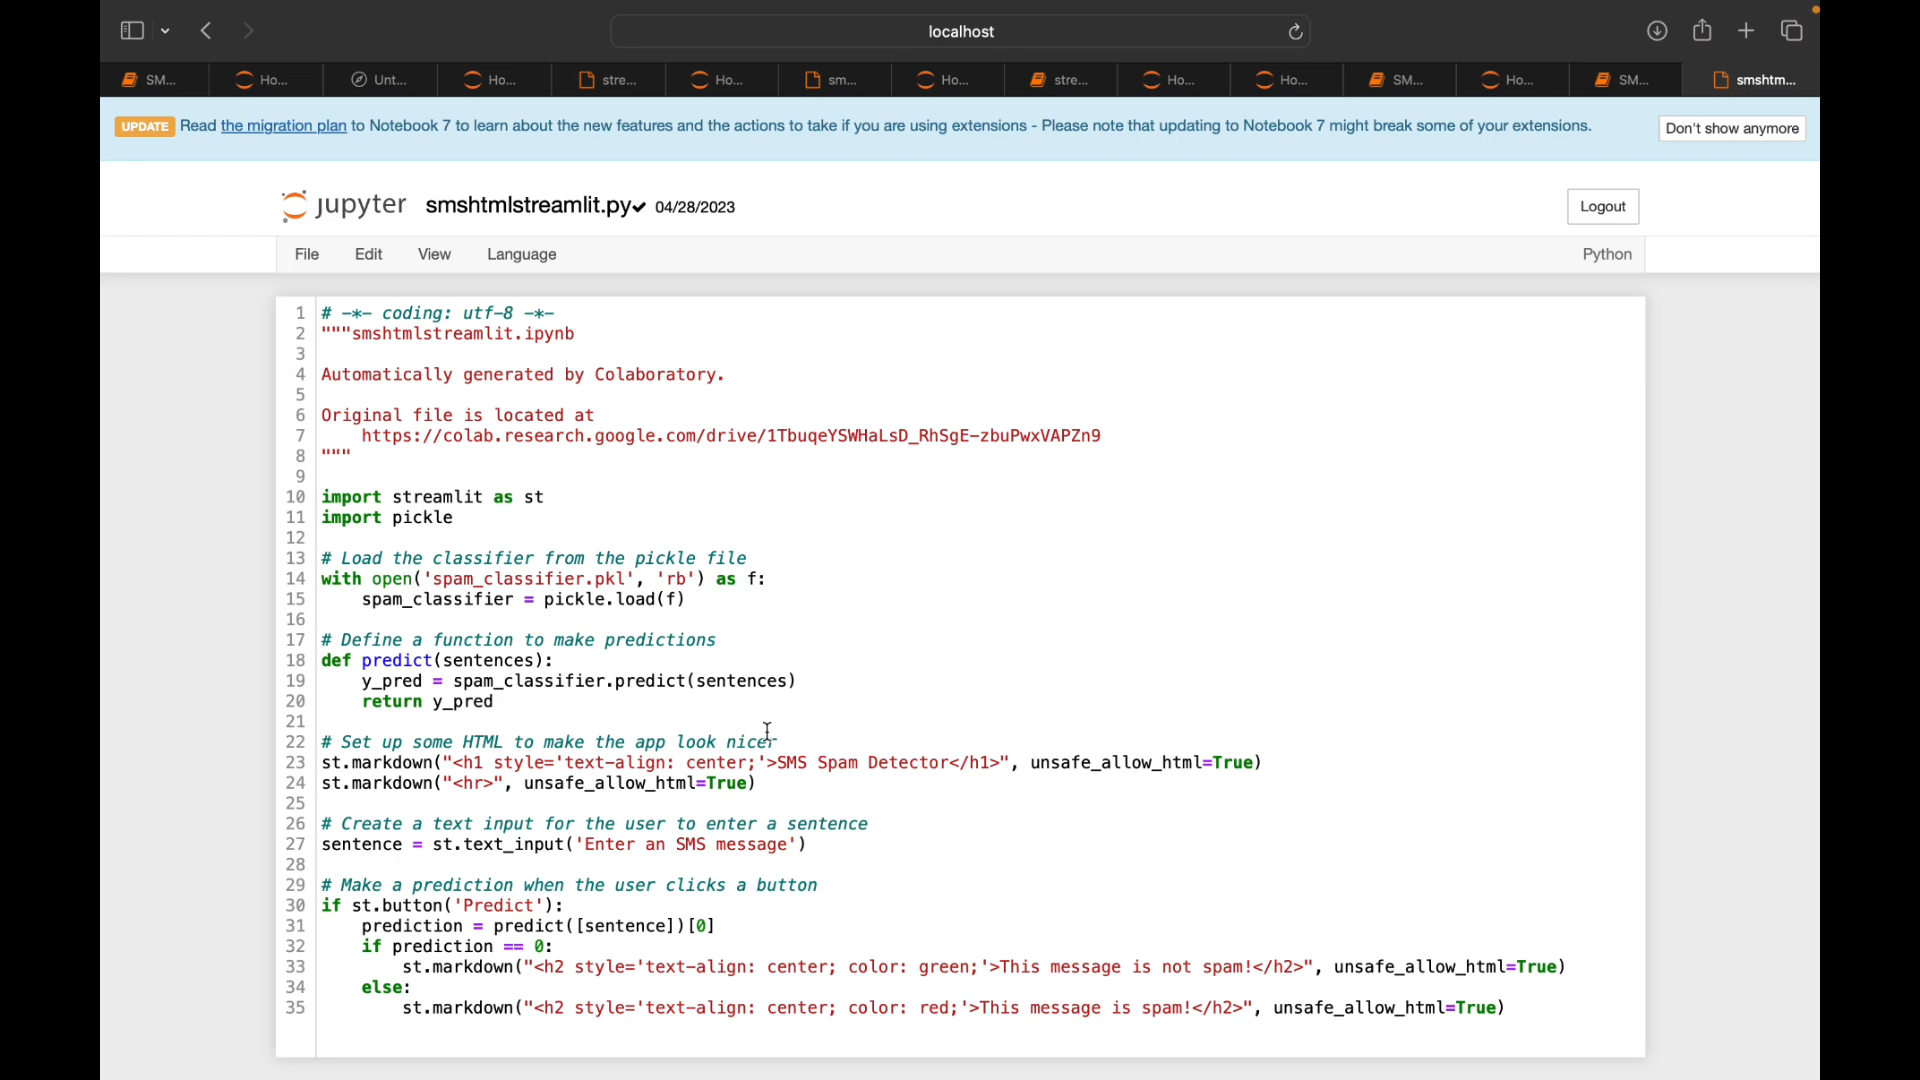 localhost
SM...
Ho...
Unt...
Ho...
stre...
Ho...
sm...
Ho...
stre...
Ho...
Ho...
SM...
Ho...
SM...
smshtm...
UPDATE Read the migration plan to Notebook 7 to learn about the new features and the actions to take if you are using extensions - Please note that updating to Notebook 7 might break some of your extensions.
Don't show anymore
jupyter smshtmlstreamlit.py✔ 04/28/2023
Logout
File Edit View Language
Python
1 # -*- coding: utf-8 -*-
2 """smshtmlstreamlit.ipynb
3
4 Automatically generated by Colaboratory.
5
6 Original file is located at
7     https://colab.research.google.com/drive/1TbuqeYSWHaLsD_RhSgE-zbuPwxVAPZn9
8 """
9
10 import streamlit as st
11 import pickle
12
13 # Load the classifier from the pickle file
14 with open('spam_classifier.pkl', 'rb') as f:
15     spam_classifier = pickle.load(f)
16
17 # Define a function to make predictions
18 def predict(sentences):
19     y_pred = spam_classifier.predict(sentences)
20     return y_pred
21
22 # Set up some HTML to make the app look nicer
23 st.markdown("<h1 style='text-align: center;'>SMS Spam Detector</h1>", unsafe_allow_html=True)
24 st.markdown("<hr>", unsafe_allow_html=True)
25
26 # Create a text input for the user to enter a sentence
27 sentence = st.text_input('Enter an SMS message')
28
29 # Make a prediction when the user clicks a button
30 if st.button('Predict'):
31     prediction = predict([sentence])[0]
32     if prediction == 0:
33         st.markdown("<h2 style='text-align: center; color: green;'>This message is not spam!</h2>", unsafe_allow_html=True)
34     else:
35         st.markdown("<h2 style='text-align: center; color: red;'>This message is spam!</h2>", unsafe_allow_html=True)